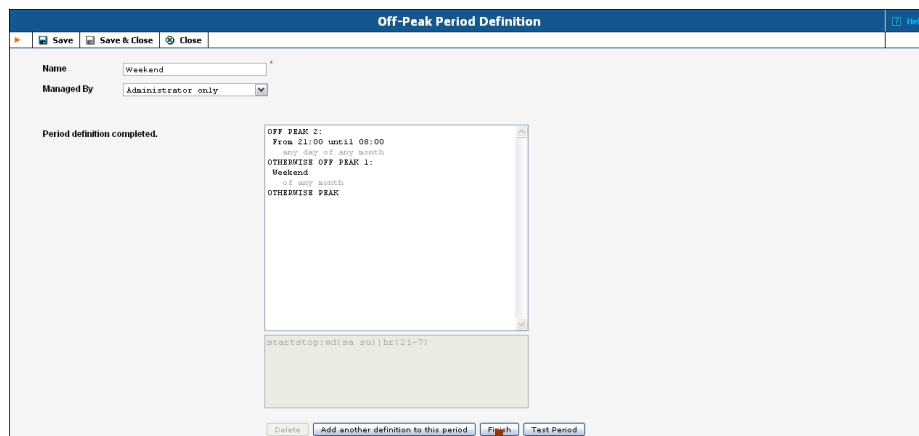 Off-Peak Period Definition
? Hel
Save Save & Close Close
Name Weekend *
Managed By Administrator only
Period definition completed.
OFF PEAK 2:
From 21:00 until 08:00
any day of any month
OTHERWISE OFF PEAK 1:
Weekend
of any month
OTHERWISE PEAK
startstop:wd(sa su)|hr(21-7)
Delete Add another definition to this period Finish Test Period